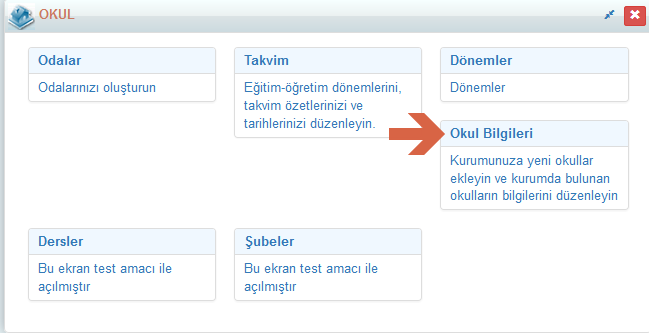 OKUL
Odalar
Odalarınızı oluşturun
Takvim
Eğitim-öğretim dönemlerini,
takvim özetlerinizi ve
tarihlerinizi düzenleyin.
Dönemler
Dönemler
Okul Bilgileri
Kurumunuza yeni okullar
ekleyin ve kurumda bulunan
okulların bilgilerini düzenleyin
Dersler
Bu ekran test amacı ile
açılmıştır
Şubeler
Bu ekran test amacı ile
açılmıştır